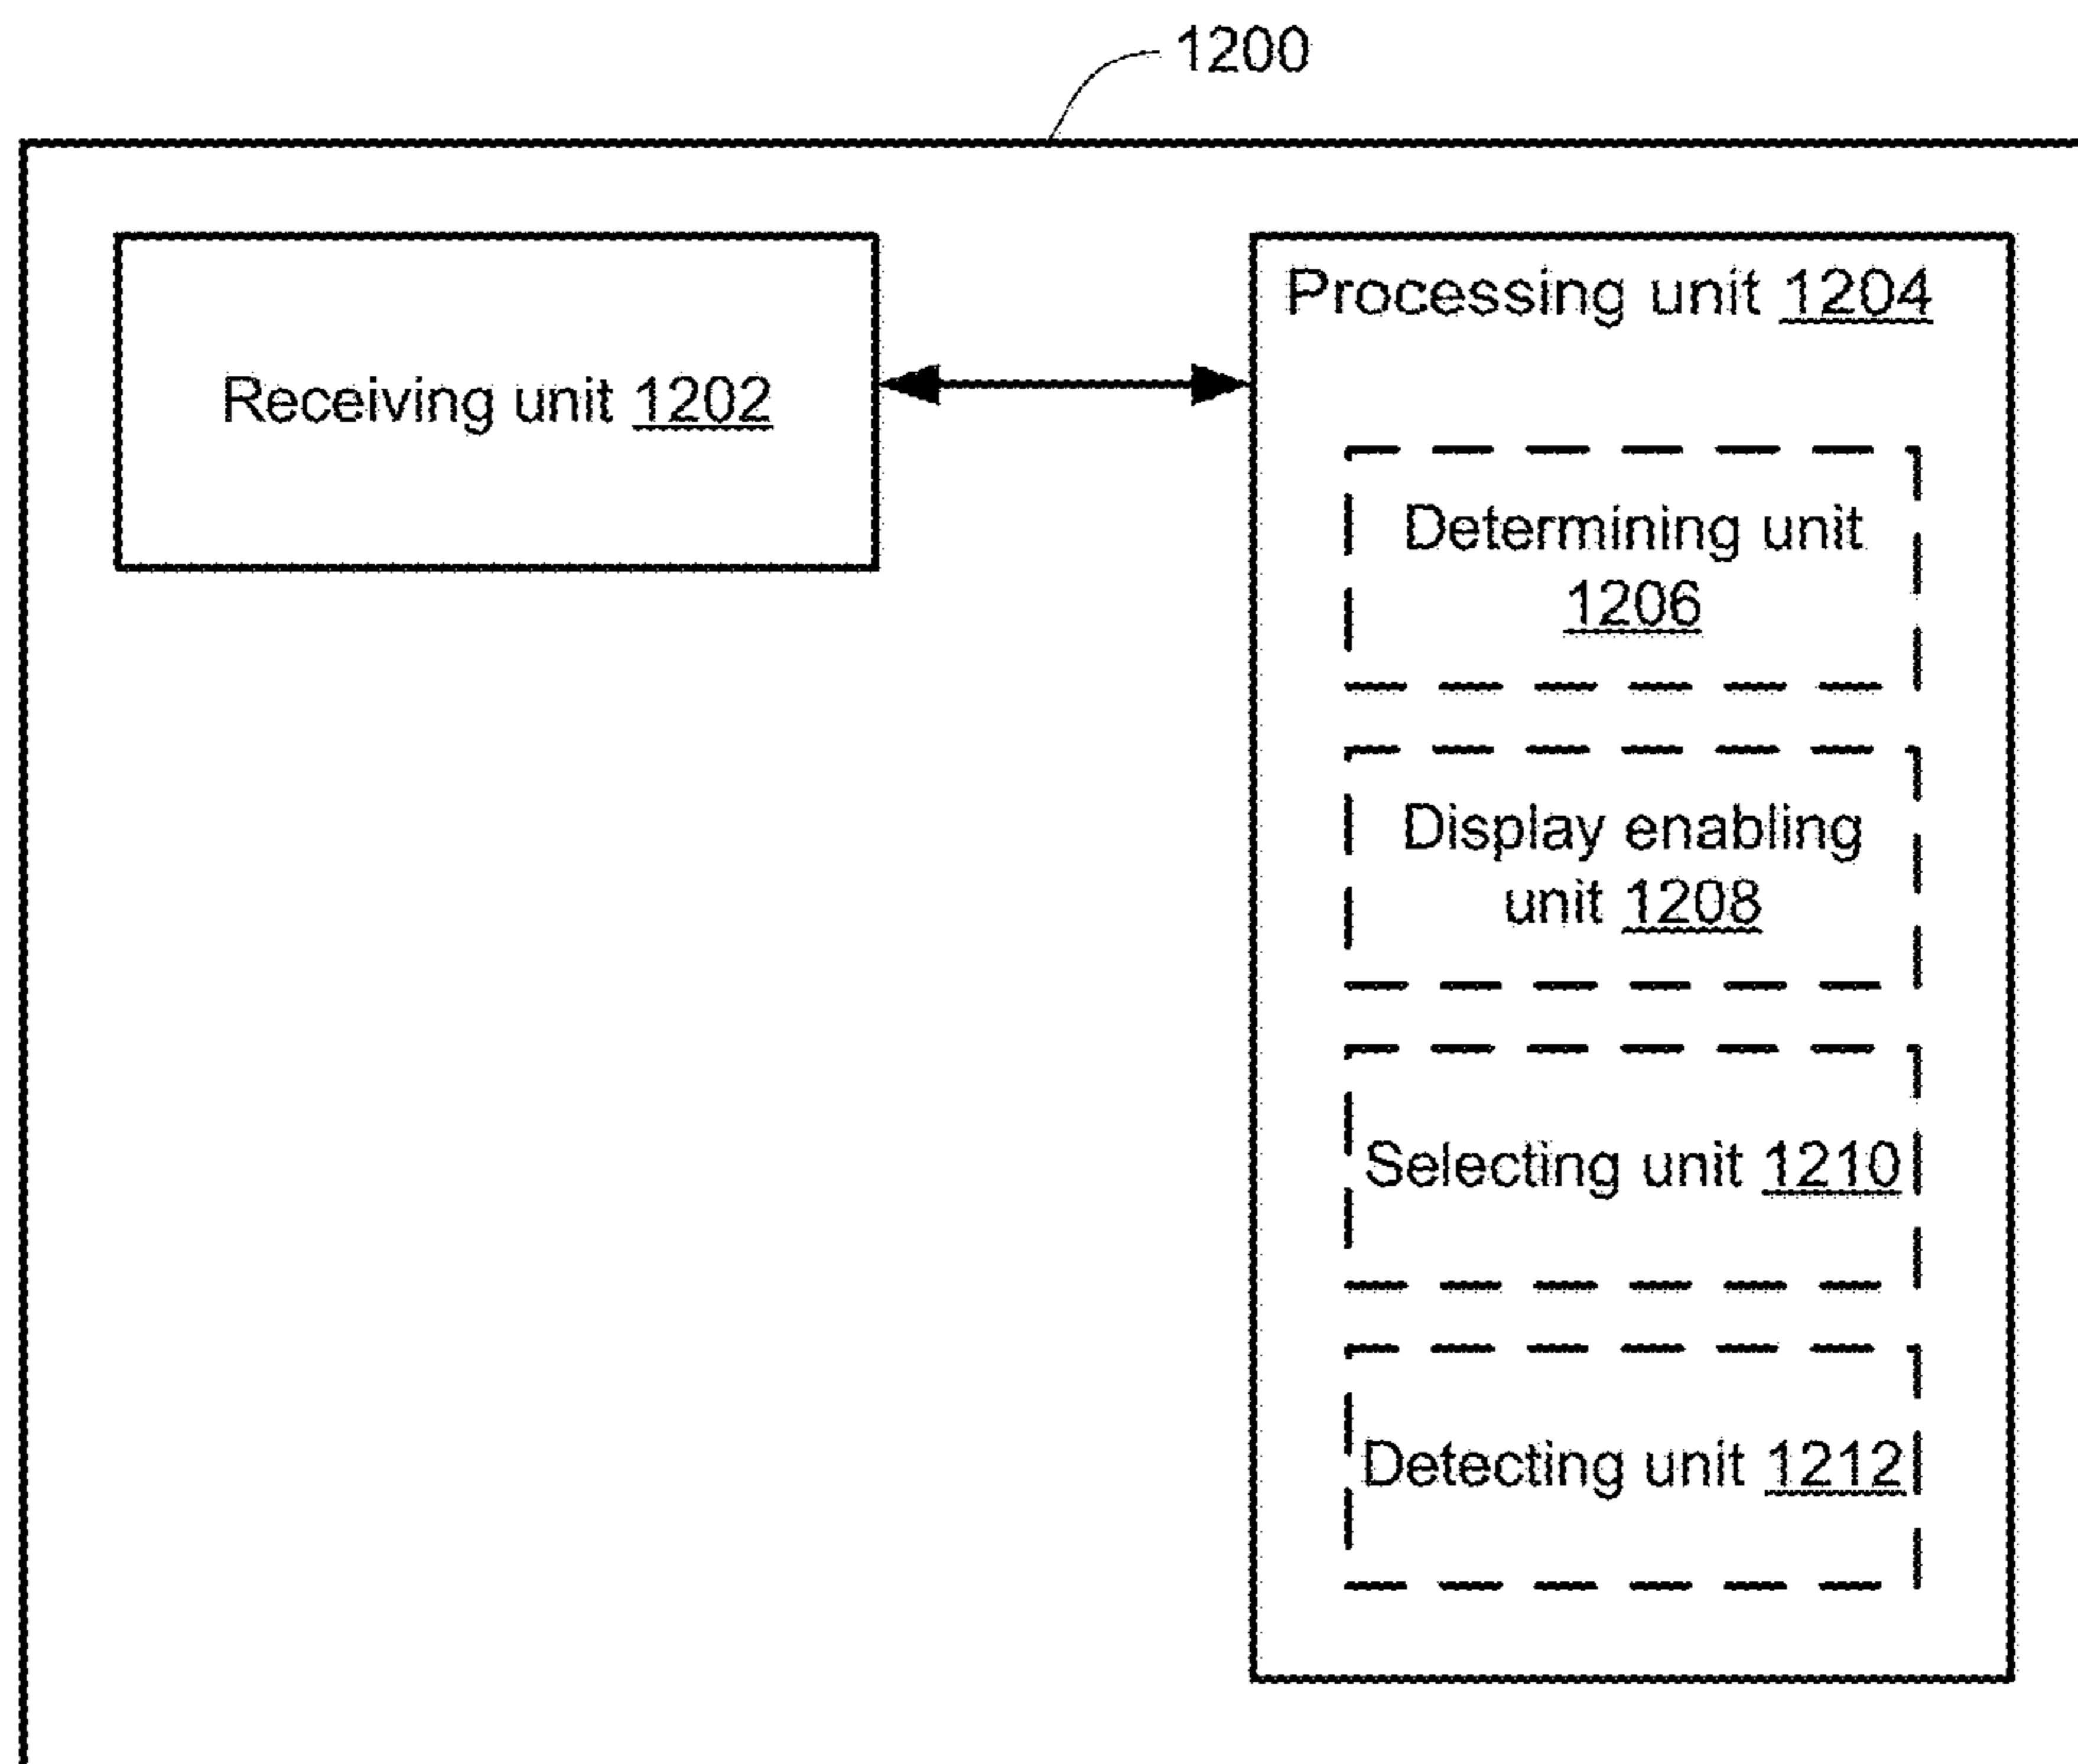 1200
Receiving unit 1202
Processing unit 1204
Determining unit
1206
Display enabling
unit 1208
Selecting unit 1210
Detecting unit 1212